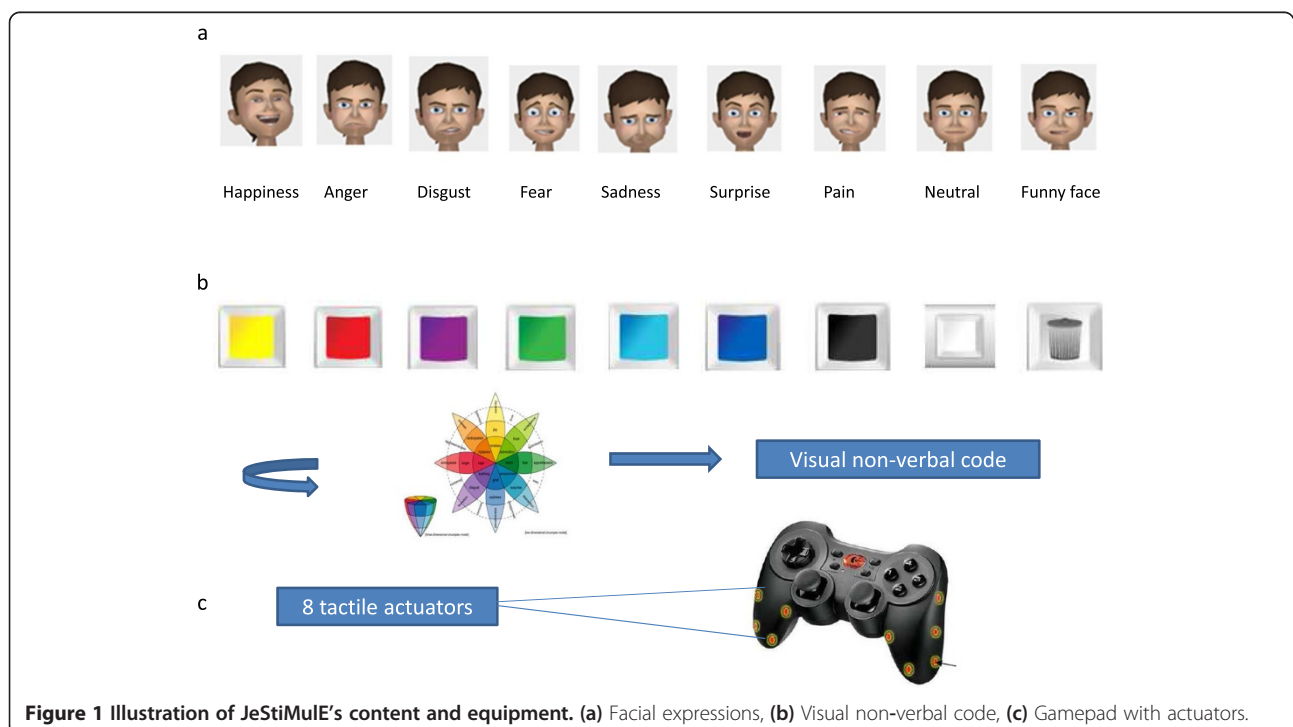 a
Happiness Anger Disgust Fear Sadness Surprise Pain Neutral Funny face
b
Visual non-verbal code
c
8 tactile actuators
Figure 1 Illustration of JeStiMulE’s content and equipment. (a) Facial expressions, (b) Visual non-verbal code, (c) Gamepad with actuators.